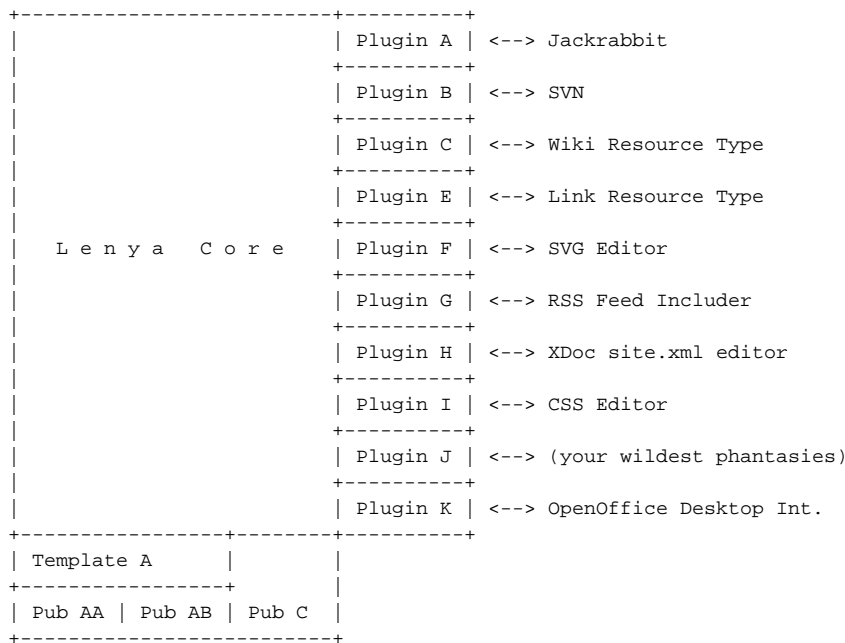 +--------------------------+----------+
|                          | Plugin A | <--> Jackrabbit
|                          +----------+
|                          | Plugin B | <--> SVN
|                          +----------+
|                          | Plugin C | <--> Wiki Resource Type
|                          +----------+
|                          | Plugin E | <--> Link Resource Type
|                          +----------+
|   L e n y a   C o r e    | Plugin F | <--> SVG Editor
|                          +----------+
|                          | Plugin G | <--> RSS Feed Includer
|                          +----------+
|                          | Plugin H | <--> XDoc site.xml editor
|                          +----------+
|                          | Plugin I | <--> CSS Editor
|                          +----------+
|                          | Plugin J | <--> (your wildest phantasies)
|                          +----------+
|                          | Plugin K | <--> OpenOffice Desktop Int.
+-----------------+--------+----------+
| Template A      |        |
+-----------------+        |
| Pub AA | Pub AB | Pub C  |
+--------------------------+